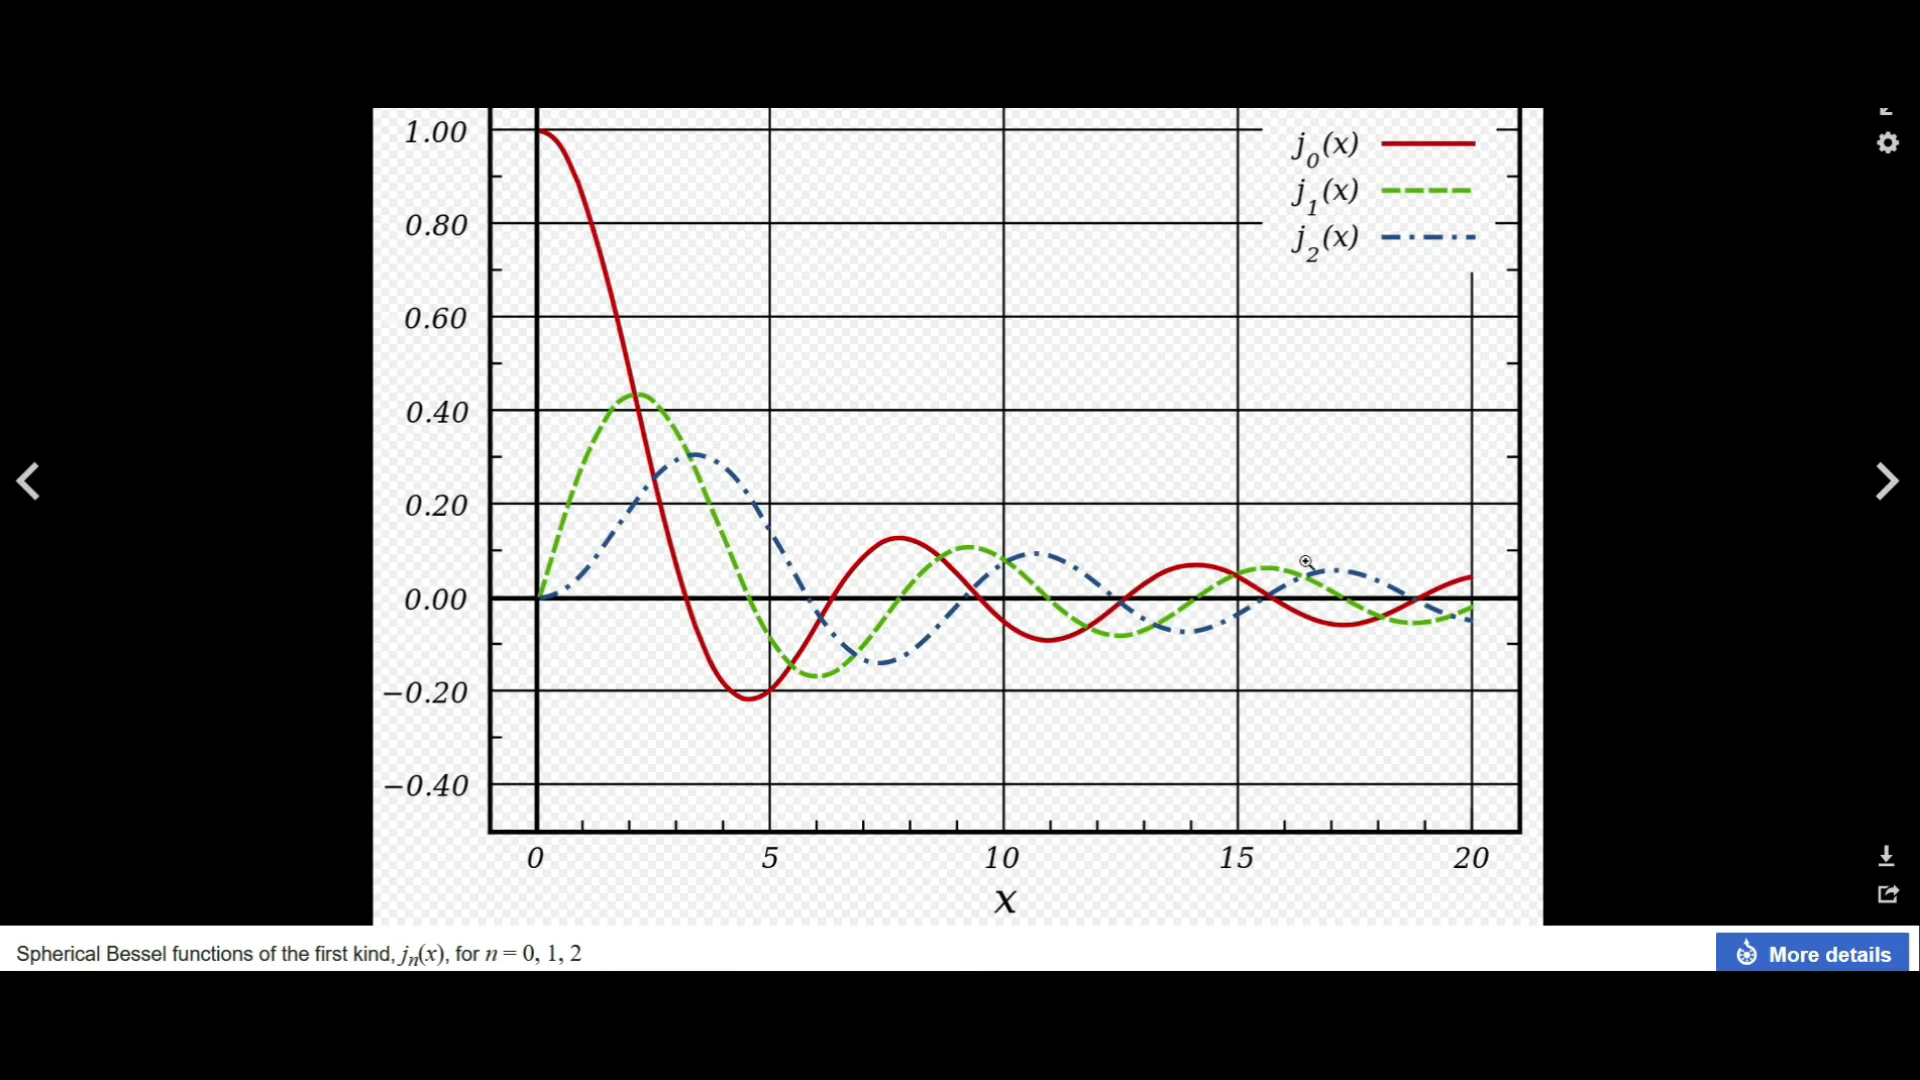 1.00
j0(x)
j1(x)
0.80
j2(x)
0.60
0.40
0.20
0.00
−0.20
−0.40
0 5 10 15 20
x
Spherical Bessel functions of the first kind, jn(x), for n = 0, 1, 2
More details